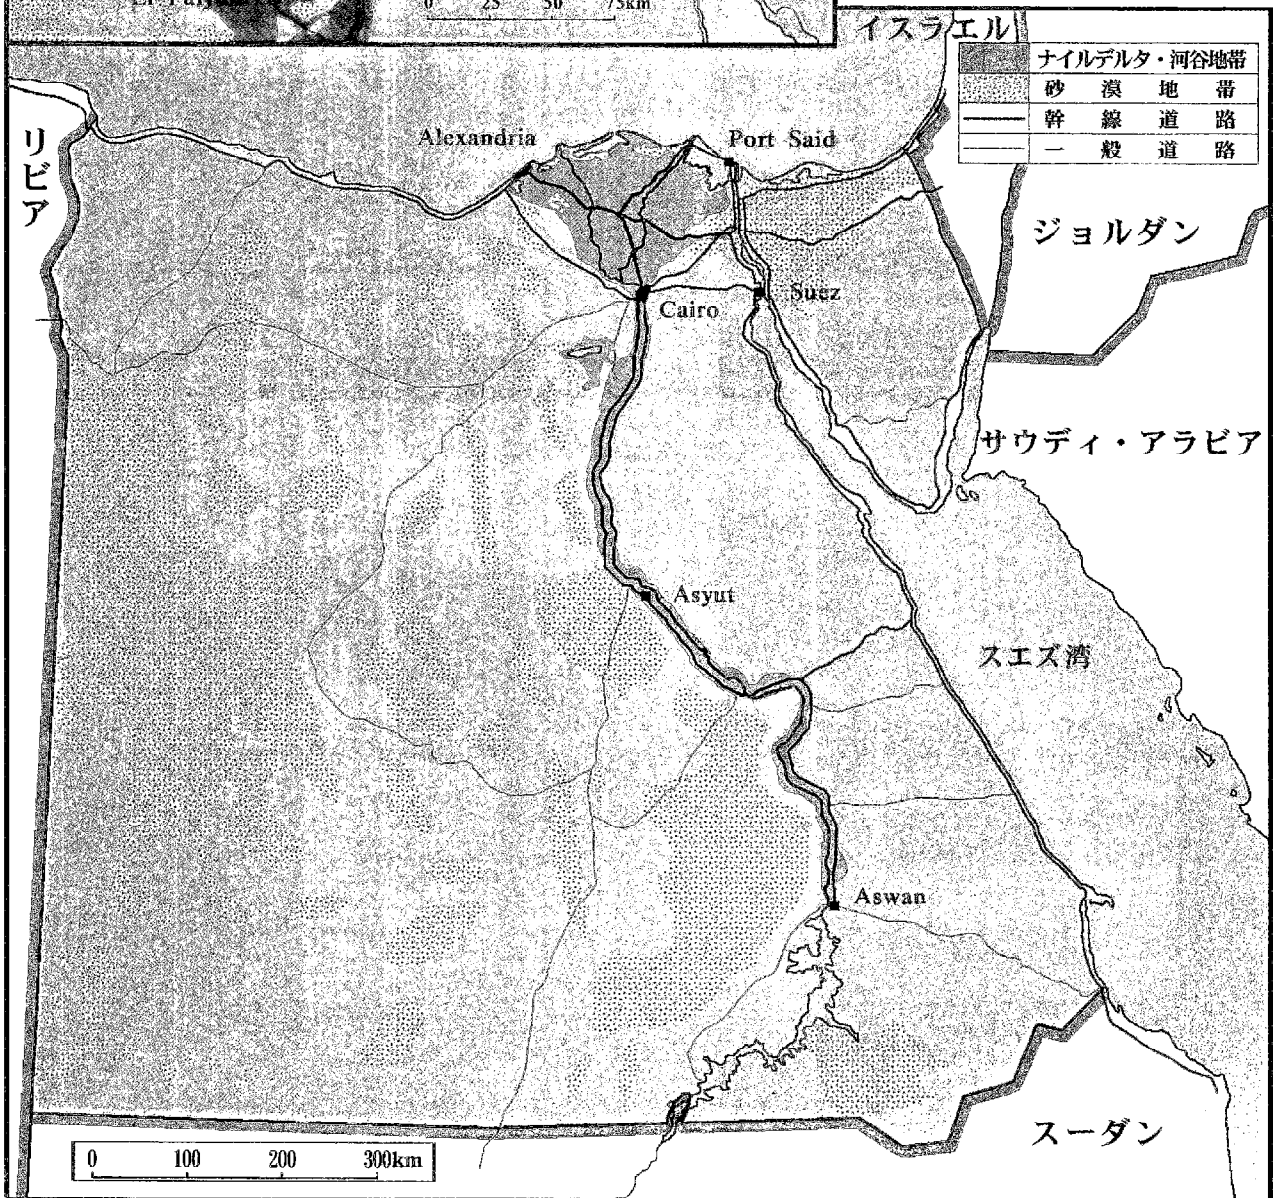 0 25 50 75km
イスラエル
ナイルデルタ・河谷地帯
砂漠地帯
幹線道路
一般道路
リビア
Alexandria
Port Said
ジョルダン
Suez
Cairo
サウディ・アラビア
Asyut
スエズ湾
Aswan
スーダン
0 100 200 300km